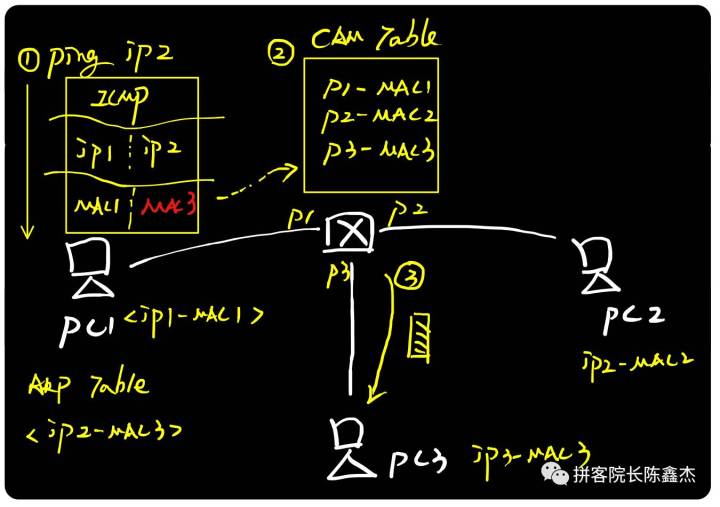 ① Ping ip2
ICMP
ip1 ip2
MAC1 MAC3
② CAM Table
P1-MAC1
P2-MAC2
P3-MAC3
P1
P2
P3
③
PC1 <ip1-MAC1>
ARP Table
<ip2-MAC3>
PC2
ip2-MAC2
PC3 ip3-MAC3
拼客院长陈鑫杰